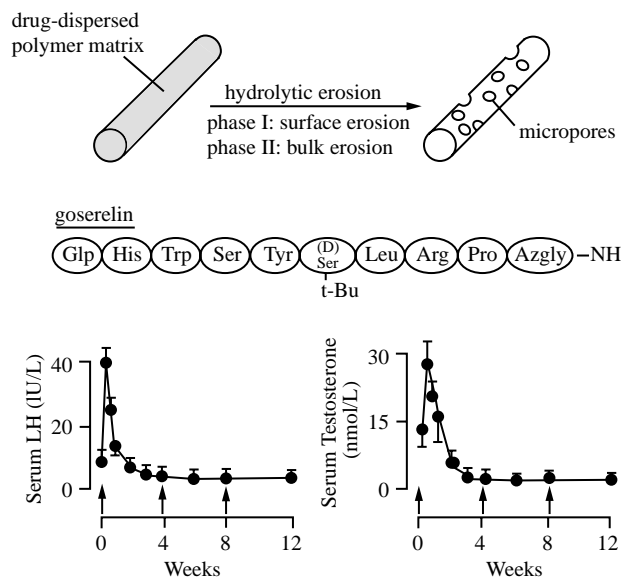 drug-dispersed
polymer matrix
hydrolytic erosion
phase I: surface erosion
phase II: bulk erosion
micropores
goserelin
Glp His Trp Ser Tyr (D) Ser Leu Arg Pro Azgly –NH
t-Bu
Serum LH (lU/L)
40
20
0
0 4 8 12
Weeks
Serum Testosterone
(nmol/L)
30
15
0
0 4 8 12
Weeks